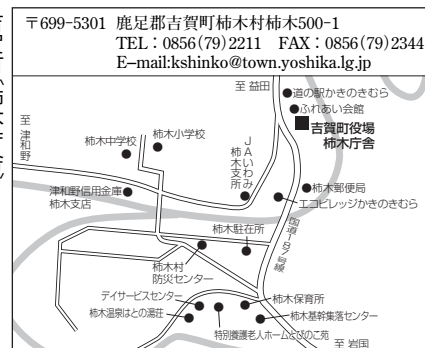 〒699-5301 鹿足郡吉賀町柿木村柿木500-1
TEL：0856(79)2211 FAX：0856(79)2344
E-mail:kshinko@town.yoshika.lg.jp
至 益田
道の駅かきのきむら
ふれあい会館
吉賀町役場
柿木庁舎
至 津和野
柿木中学校
柿木小学校
JAいわみ
柿木支所
津和野信用金庫
柿木支店
柿木郵便局
エコビレッジかきのきむら
国道187号線
柿木駐在所
柿木村
防災センター
デイサービスセンター
柿木保育所
柿木温泉はとの湯荘
柿木基幹集落センター
特別養護老人ホームとびのこ苑
至 岩国